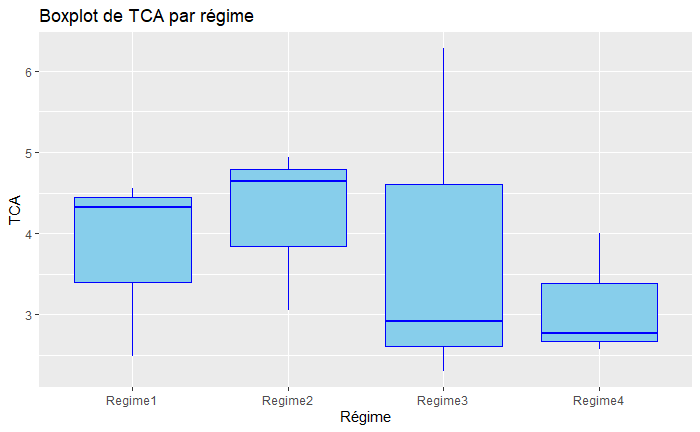 Boxplot de TCA par régime
TCA
6
5
4
3
Regime1 Regime2 Regime3 Regime4
Régime